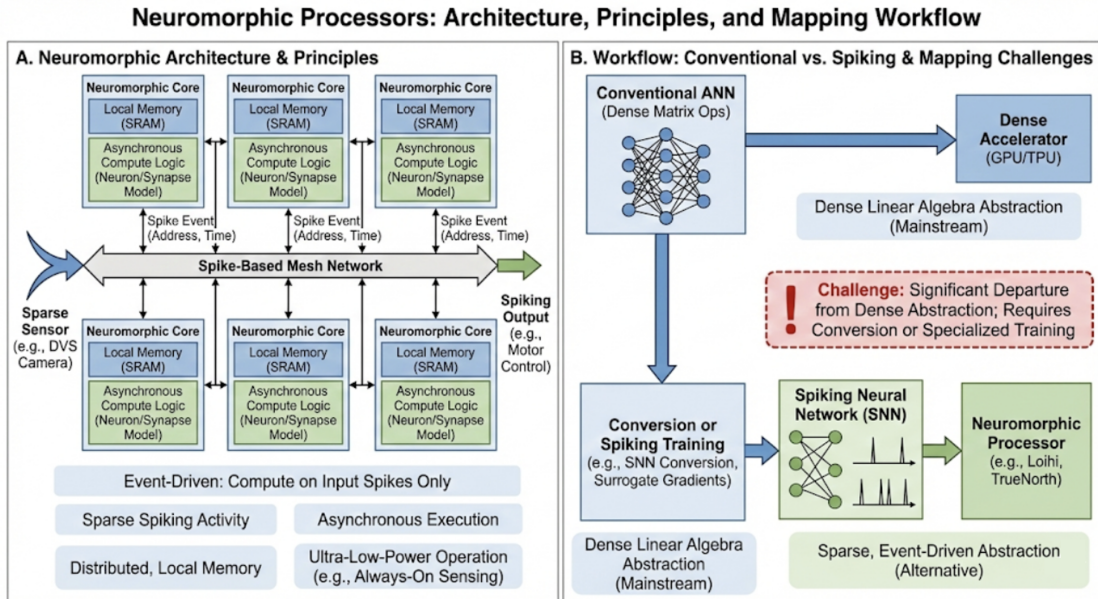 Neuromorphic Processors: Architecture, Principles, and Mapping Workflow
A. Neuromorphic Architecture & Principles
Neuromorphic Core
Local Memory
(SRAM)
Asynchronous
Compute Logic
(Neuron/Synapse
Model)
Neuromorphic Core
Local Memory
(SRAM)
Asynchronous
Compute Logic
(Neuron/Synapse
Model)
Neuromorphic Core
Local Memory
(SRAM)
Asynchronous
Compute Logic
(Neuron/Synapse
Model)
Spike Event
(Address, Time)
Spike Event
(Address, Time)
Spike Event
(Address, Time)
Spike-Based Mesh Network
Sparse
Sensor
(e.g., DVS
Camera)
Spiking
Output
(e.g.,
Motor
Control)
Neuromorphic Core
Local Memory
(SRAM)
Asynchronous
Compute Logic
(Neuron/Synapse
Model)
Neuromorphic Core
Local Memory
(SRAM)
Asynchronous
Compute Logic
(Neuron/Synapse
Model)
Neuromorphic Core
Local Memory
(SRAM)
Asynchronous
Compute Logic
(Neuron/Synapse
Model)
Event-Driven: Compute on Input Spikes Only
Sparse Spiking Activity
Asynchronous Execution
Distributed, Local Memory
Ultra-Low-Power Operation
(e.g., Always-On Sensing)
B. Workflow: Conventional vs. Spiking & Mapping Challenges
Conventional ANN
(Dense Matrix Ops)
Dense
Accelerator
(GPU/TPU)
Dense Linear Algebra Abstraction
(Mainstream)
! Challenge: Significant Departure
from Dense Abstraction; Requires
Conversion or Specialized Training
Conversion or
Spiking Training
(e.g., SNN Conversion,
Surrogate Gradients)
Spiking Neural
Network (SNN)
Neuromorphic
Processor
(e.g., Loihi,
TrueNorth)
Dense Linear Algebra
Abstraction
(Mainstream)
Sparse, Event-Driven Abstraction
(Alternative)